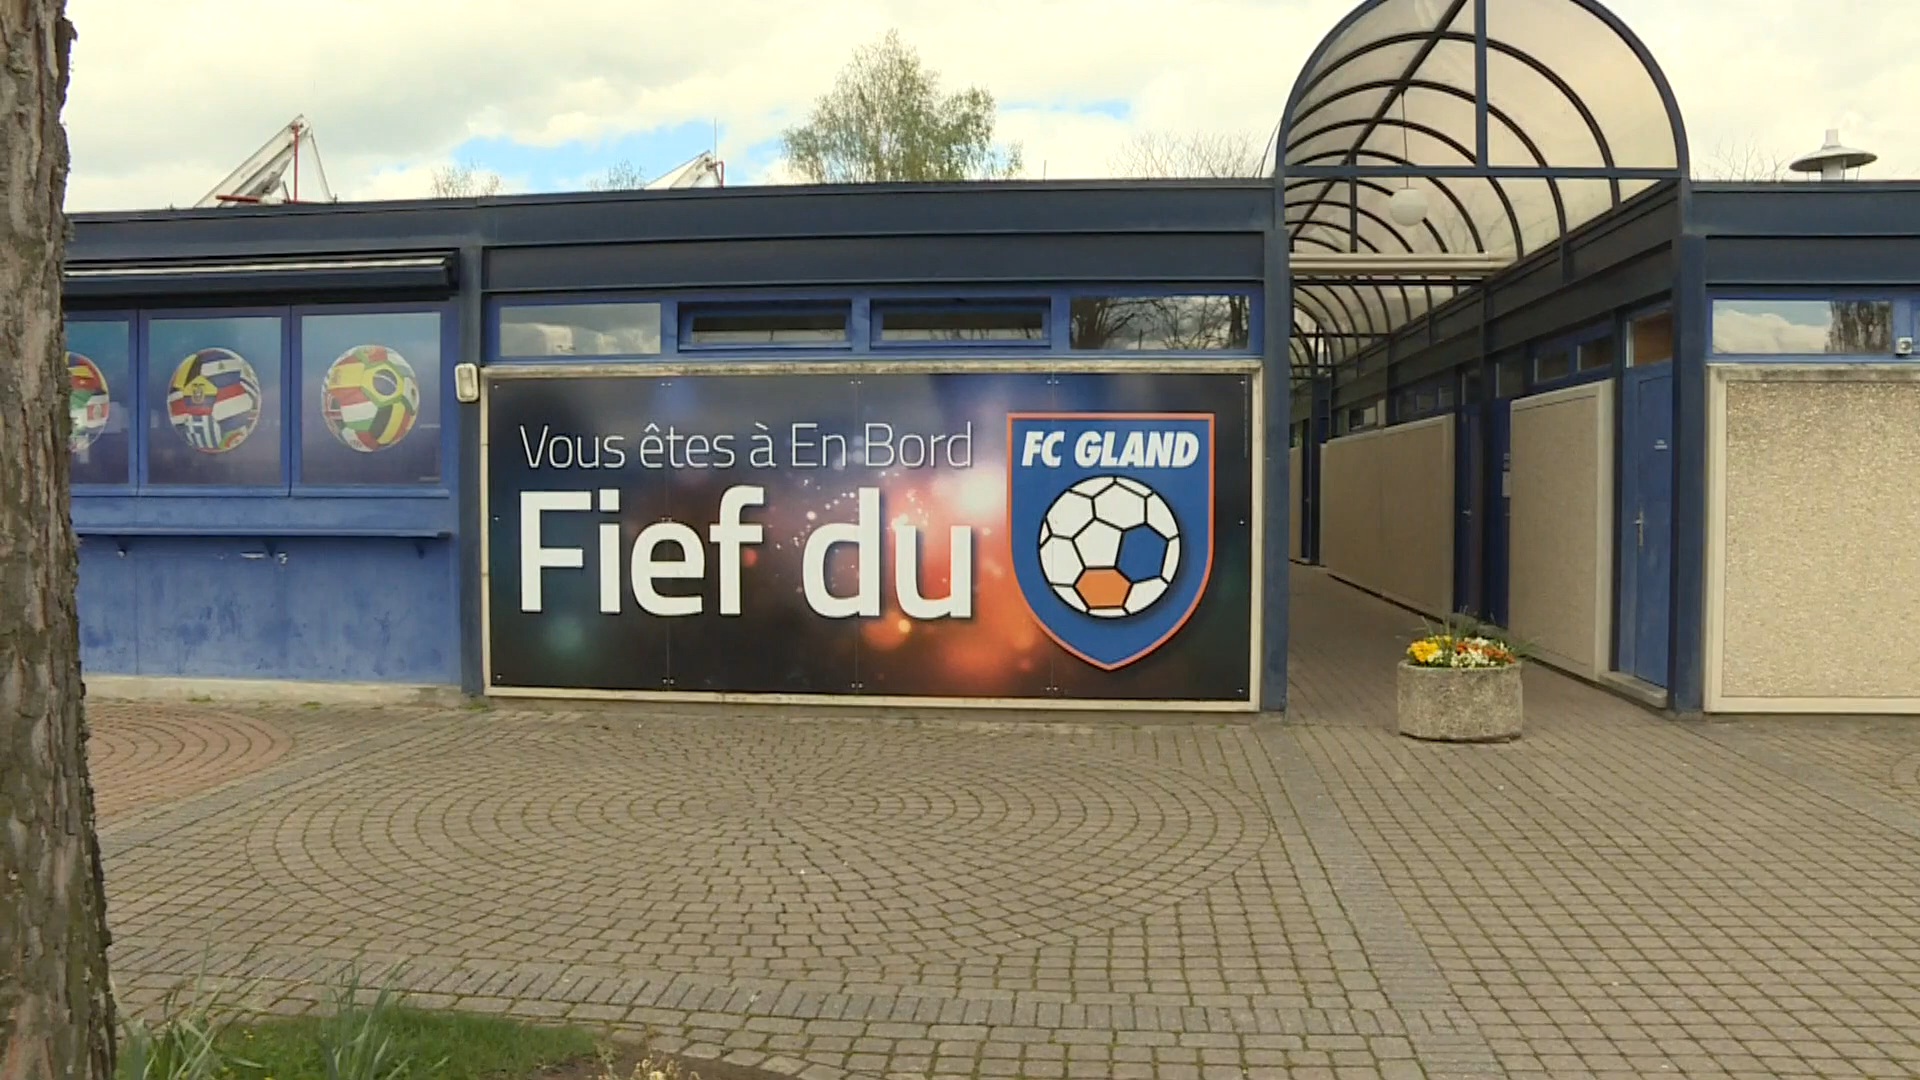 Vous êtes à En Bord
Fief du
FC GLAND